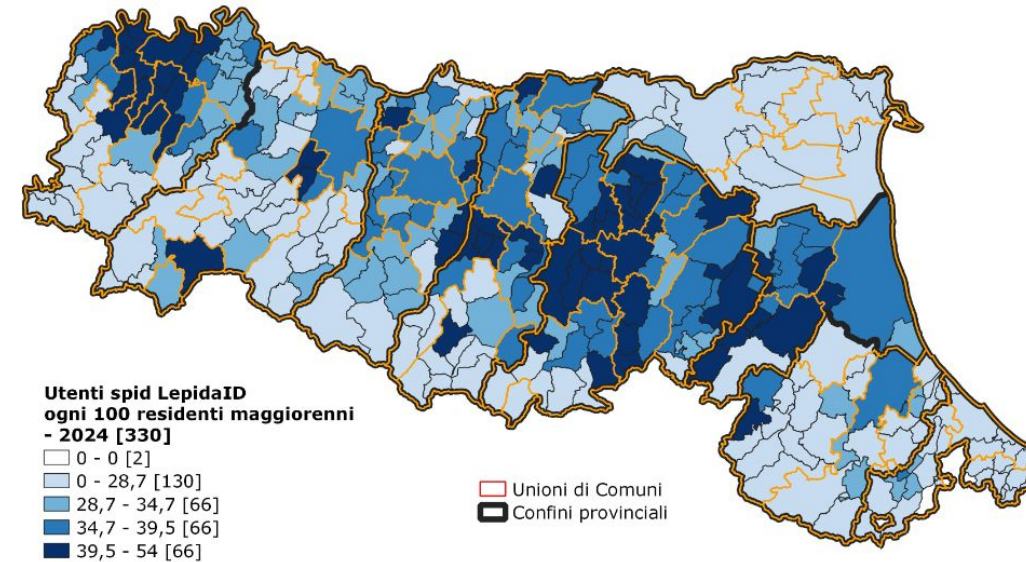 Utenti spid LepidaID
ogni 100 residenti maggiorenni
- 2024 [330]
0 - 0 [2]
0 - 28,7 [130]
28,7 - 34,7 [66]
34,7 - 39,5 [66]
39,5 - 54 [66]
Unioni di Comuni
Confini provinciali